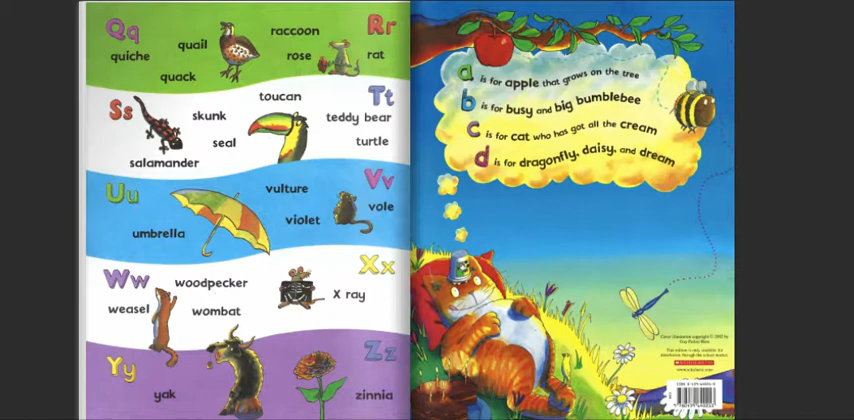 Qq
quiche
quail
quack
raccoon
rose
Rr
rat
Ss
skunk
seal
salamander
toucan
Tt
teddy bear
turtle
Uu
umbrella
vulture
violet
Vv
vole
Ww
weasel
woodpecker
wombat
Xx
X ray
Yy
yak
Zz
zinnia
a is for apple that grows on the tree
b is for busy and big bumblebee
c is for cat who has got all the cream
d is for dragonfly, daisy, and dream